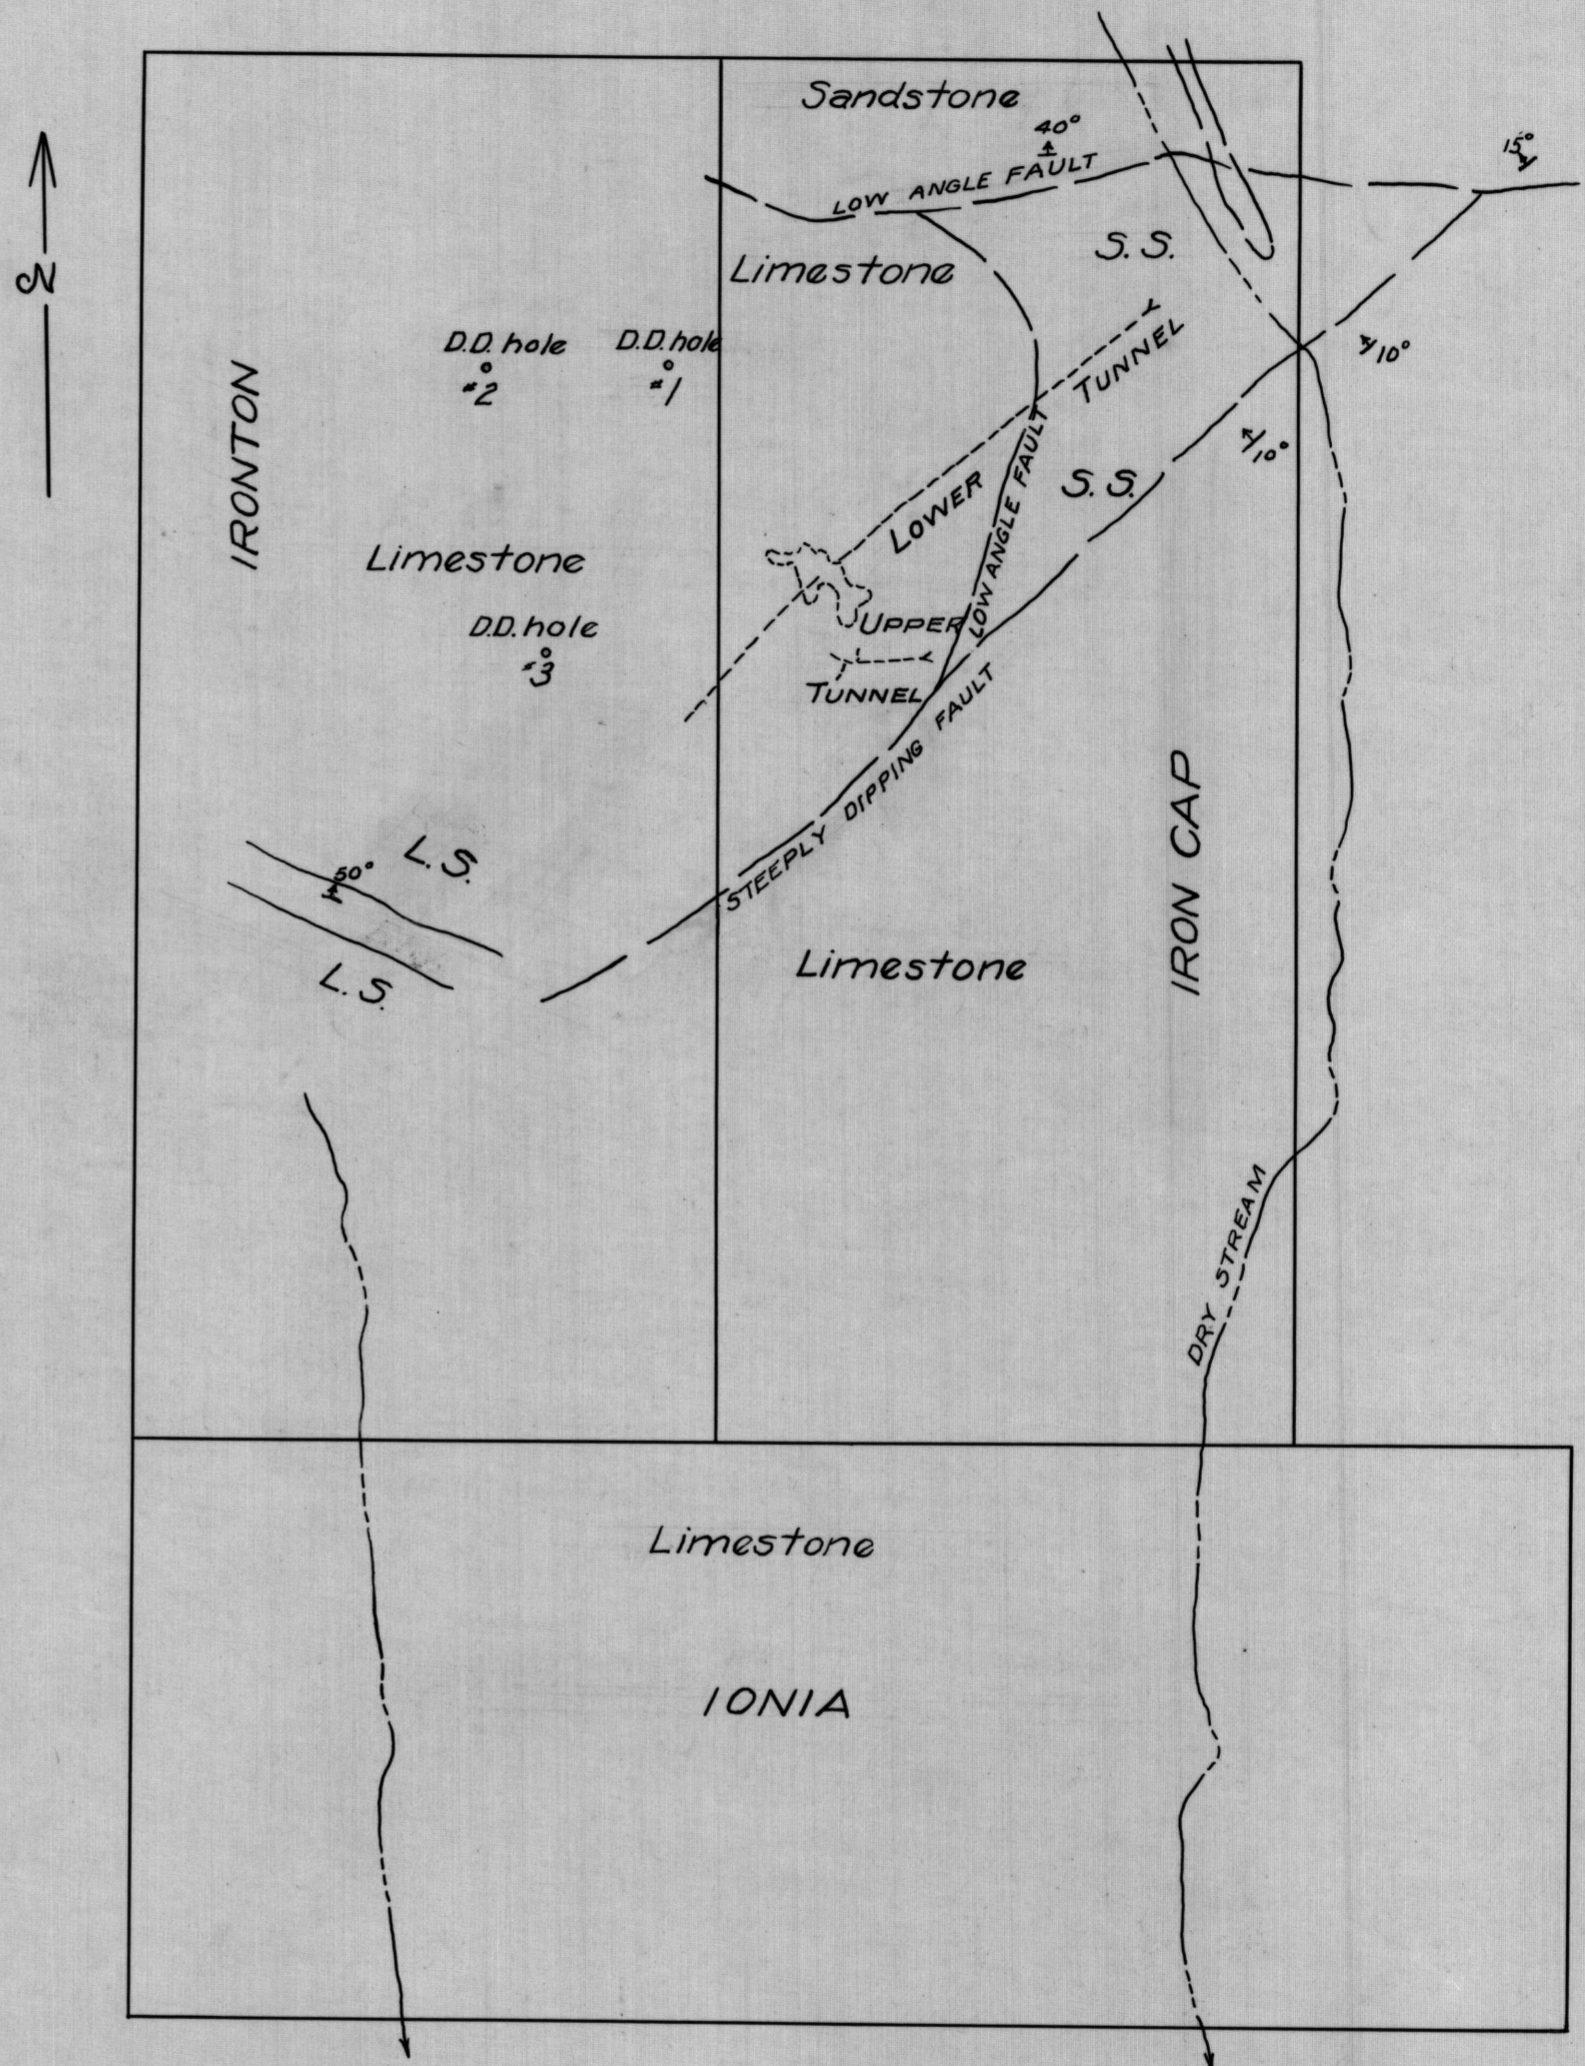 Sandstone
40°
15°
LOW ANGLE FAULT
N
S. S.
Limestone
D.D. hole
#2
D.D. hole
#1
LOWER TUNNEL
10°
10°
IRONTON
S. S.
LOW ANGLE FAULT
Limestone
UPPER
TUNNEL
D.D. hole
#3
STEEPLY DIPPING FAULT
IRON CAP
L. S.
50°
L. S.
Limestone
DRY STREAM
Limestone
IONIA